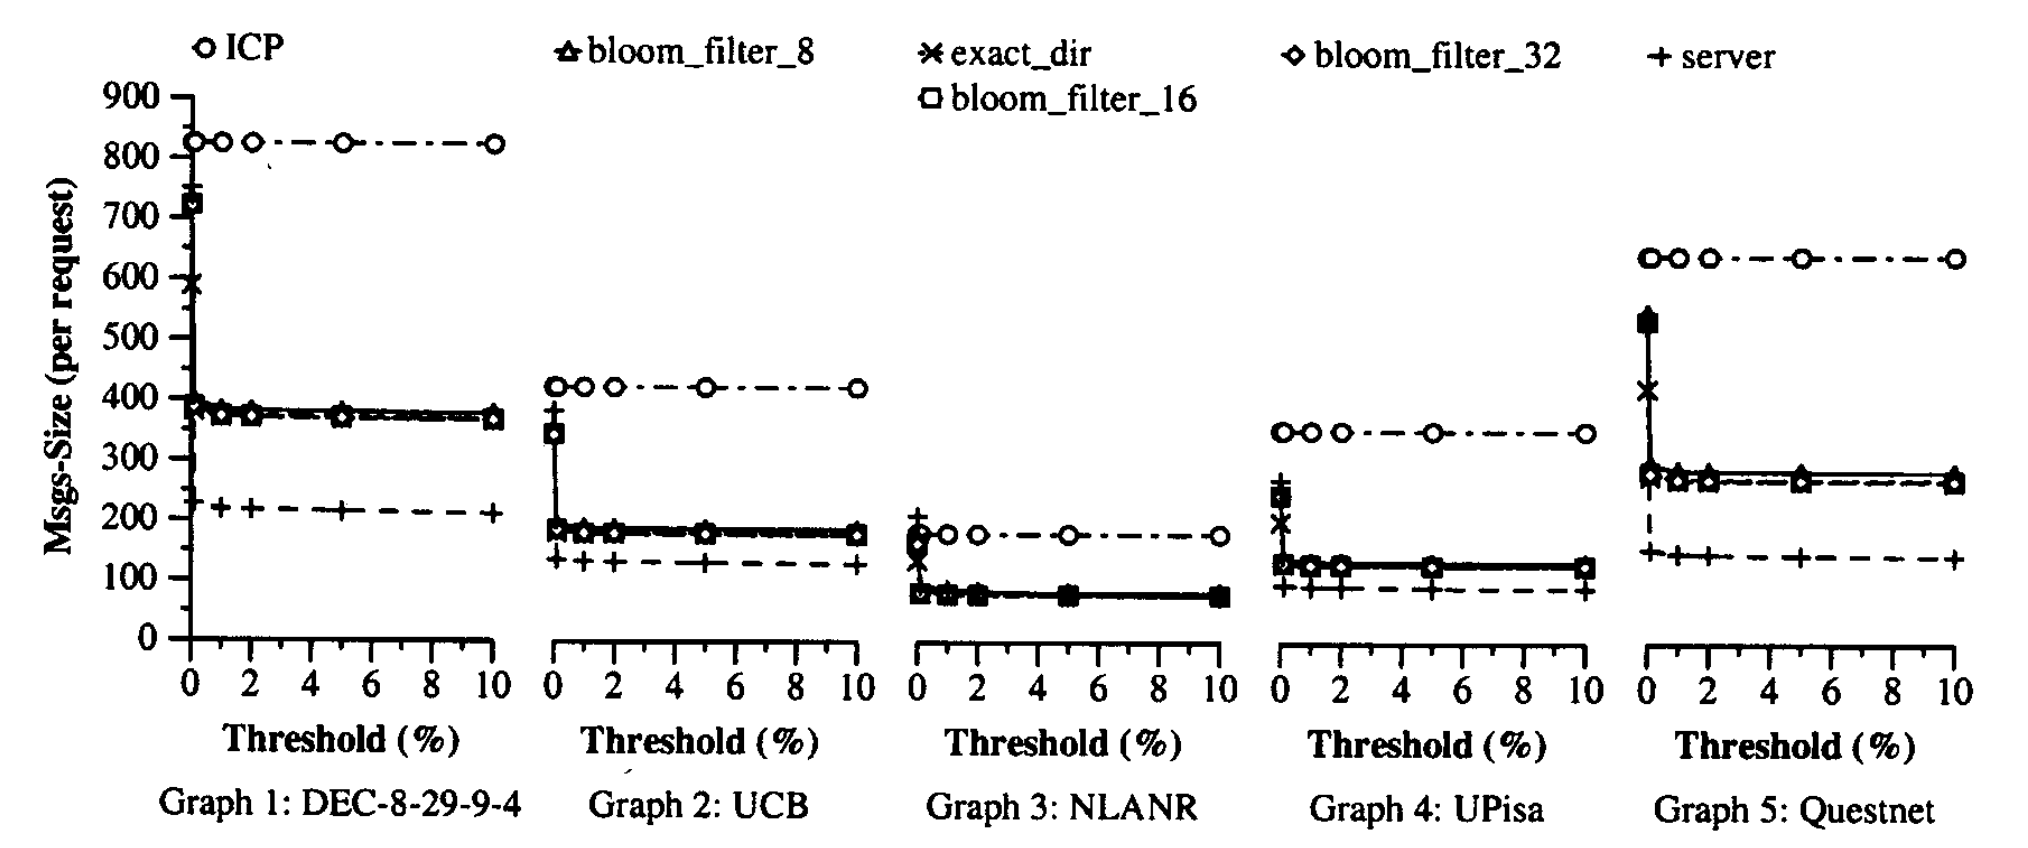 ICP bloom_filter_8 exact_dir bloom_filter_32 server
bloom_filter_16
Msgs-Size (per request)
900
800
700
600
500
400
300
200
100
0
0 2 4 6 8 10 0 2 4 6 8 10 0 2 4 6 8 10 0 2 4 6 8 10 0 2 4 6 8 10
Threshold (%) Threshold (%) Threshold (%) Threshold (%) Threshold (%)
Graph 1: DEC-8-29-9-4 Graph 2: UCB Graph 3: NLANR Graph 4: UPisa Graph 5: Questnet